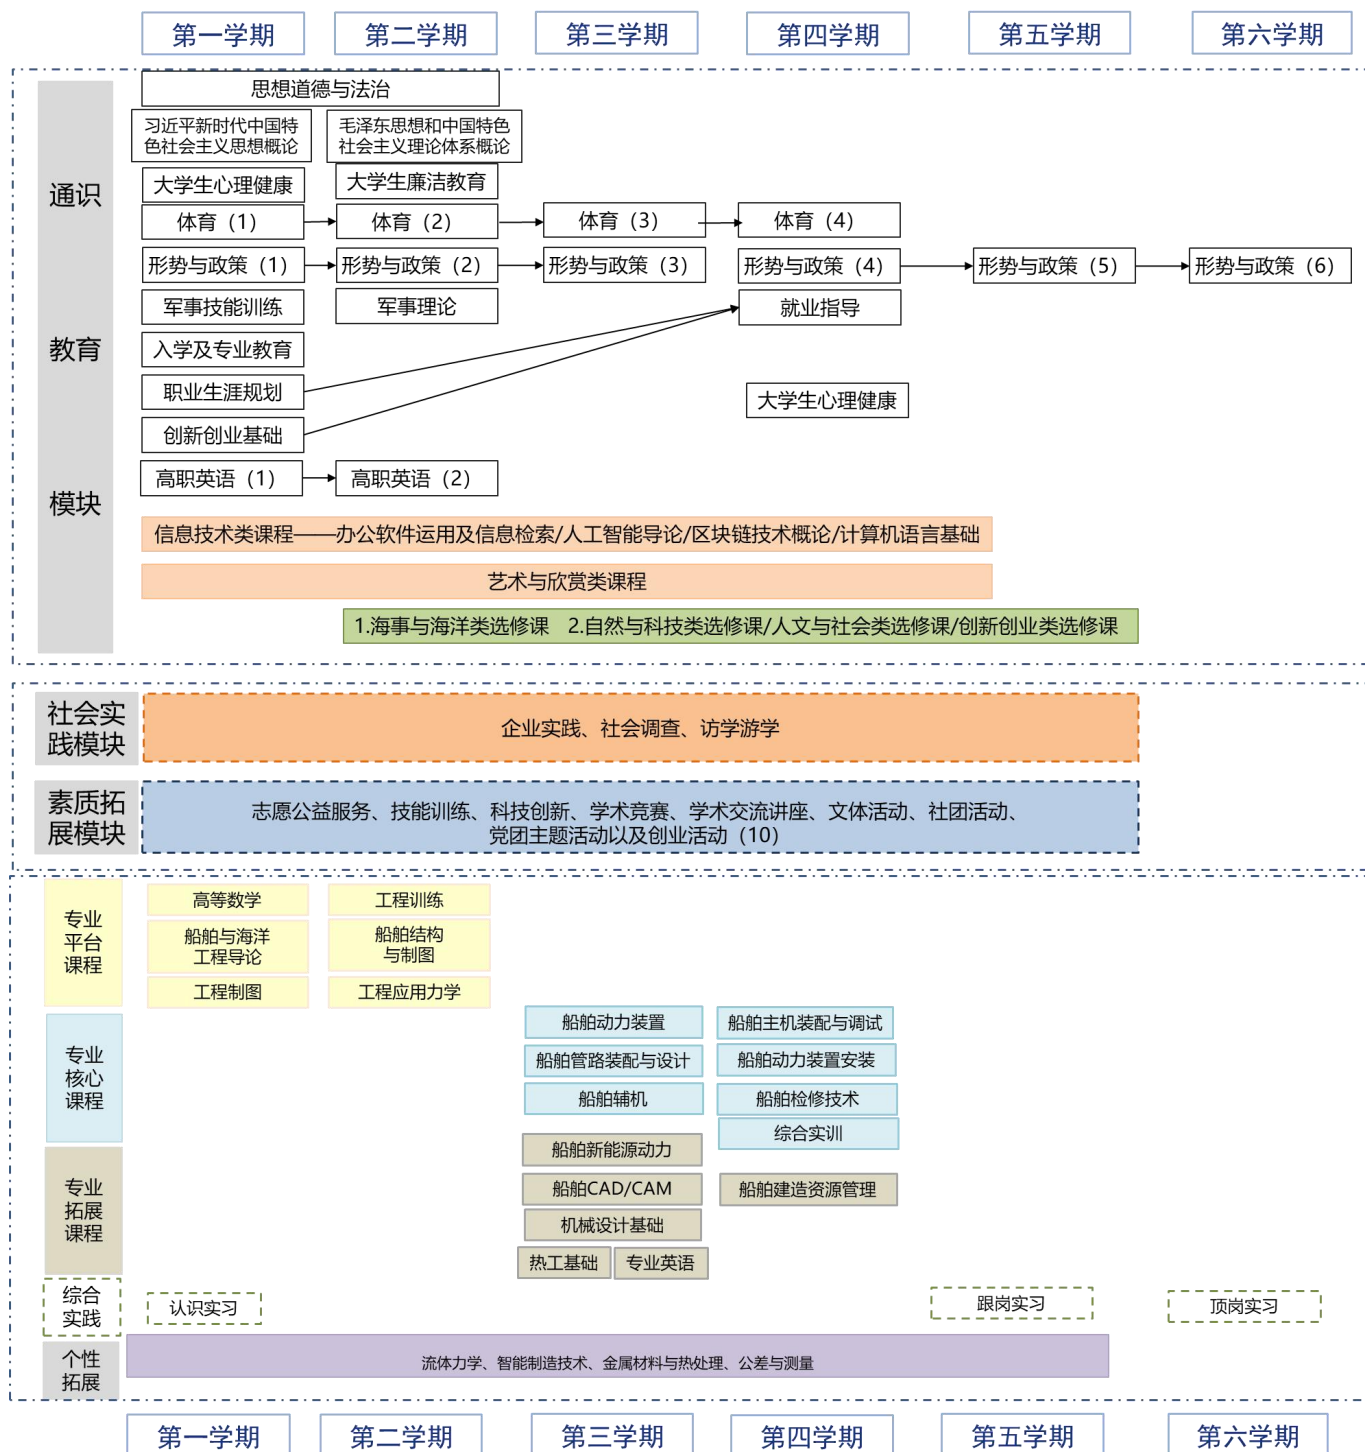 第一学期 第二学期 第三学期 第四学期 第五学期 第六学期
通识
教育
模块
思想道德与法治
习近平新时代中国特
色社会主义思想概论
毛泽东思想和中国特色
社会主义理论体系概论
大学生心理健康
大学生廉洁教育
体育（1）
体育（2）
体育（3）
体育（4）
形势与政策（1）
形势与政策（2）
形势与政策（3）
形势与政策（4）
形势与政策（5）
形势与政策（6）
军事技能训练
军事理论
就业指导
入学及专业教育
职业生涯规划
大学生心理健康
创新创业基础
高职英语（1）
高职英语（2）
信息技术类课程——办公软件运用及信息检索/人工智能导论/区块链技术概论/计算机语言基础
艺术与欣赏类课程
1.海事与海洋类选修课 2.自然与科技类选修课/人文与社会类选修课/创新创业类选修课
社会实
践模块
企业实践、社会调查、访学游学
素质拓
展模块
志愿公益服务、技能训练、科技创新、学术竞赛、学术交流讲座、文体活动、社团活动、
党团主题活动以及创业活动（10）
专业
平台
课程
高等数学
工程训练
船舶与海洋
工程导论
船舶结构
与制图
工程制图
工程应用力学
专业
核心
课程
船舶动力装置
船舶主机装配与调试
船舶管路装配与设计
船舶动力装置安装
船舶辅机
船舶检修技术
综合实训
专业
拓展
课程
船舶新能源动力
船舶CAD/CAM
船舶建造资源管理
机械设计基础
热工基础
专业英语
综合
实践
认识实习
跟岗实习
顶岗实习
个性
拓展
流体力学、智能制造技术、金属材料与热处理、公差与测量
第一学期 第二学期 第三学期 第四学期 第五学期 第六学期